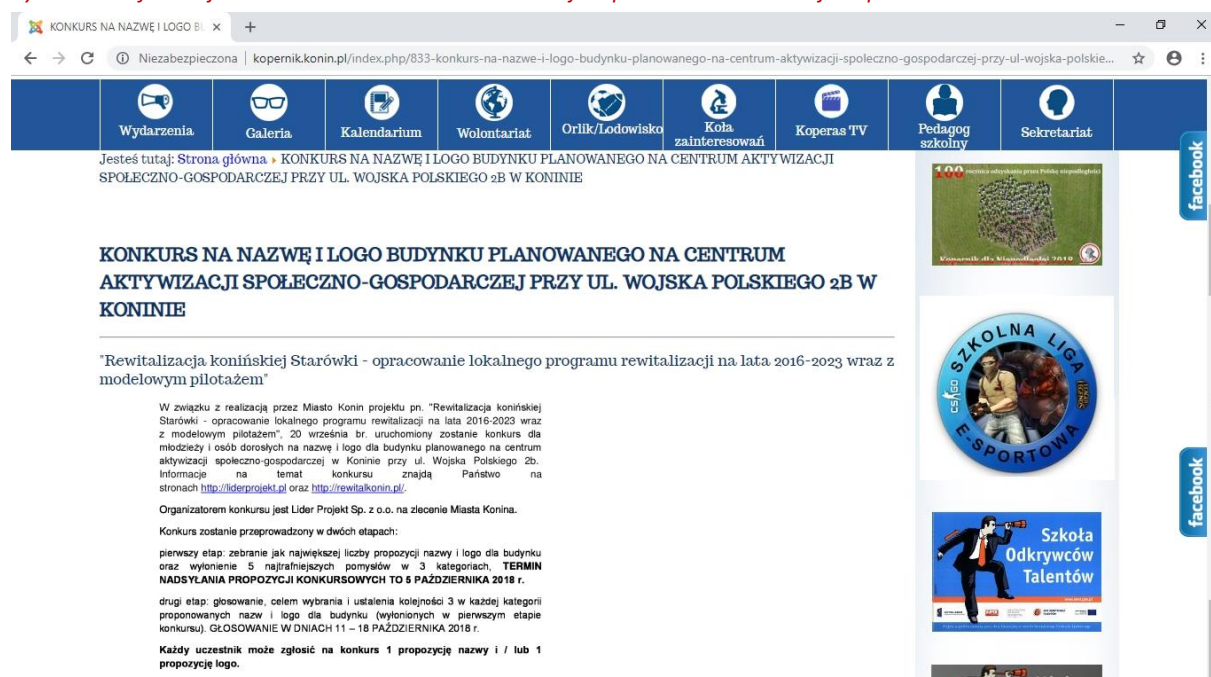 KONKURS NA NAZWĘ I LOGO BU
Niezabezpieczona | kopernik.konin.pl/index.php/833-konkurs-na-nazwe-i-logo-budynku-planowanego-na-centrum-aktywizacji-spoleczno-gospodarczej-przy-ul-wojska-polskie...
Wydarzenia
Galeria
Kalendarium
Wolontariat
Orlik/Lodowisko
Koła
zainteresowań
Koperas TV
Pedagog
szkolny
Sekretariat
Jesteś tutaj: Strona główna KONKURS NA NAZWĘ I LOGO BUDYNKU PLANOWANEGO NA CENTRUM AKTYWIZACJI
SPOŁECZNO-GOSPODARCZEJ PRZY UL. WOJSKA POLSKIEGO 2B W KONINIE
KONKURS NA NAZWĘ I LOGO BUDYNKU PLANOWANEGO NA CENTRUM
AKTYWIZACJI SPOŁECZNO-GOSPODARCZEJ PRZY UL. WOJSKA POLSKIEGO 2B W
KONINIE
"Rewitalizacja konińskiej Starówki - opracowanie lokalnego programu rewitalizacji na lata 2016-2023 wraz z
modelowym pilotażem"
W związku z realizacją przez Miasto Konin projektu pn. "Rewitalizacja konińskiej
Starówki - opracowanie lokalnego programu rewitalizacji na lata 2016-2023 wraz
z modelowym pilotażem", 20 września br. uruchomiony zostanie konkurs dla
młodzieży i osób dorosłych na nazwę i logo dla budynku planowanego na centrum
aktywizacji społeczno-gospodarczej w Koninie przy ul. Wojska Polskiego 2b.
Informacje na temat konkursu znajdą Państwo na
stronach http://liderprojekt.pl oraz http://rewitalkonin.pl/.
Organizatorem konkursu jest Lider Projekt Sp. z o.o. na zlecenie Miasta Konina.
Konkurs zostanie przeprowadzony w dwóch etapach:
pierwszy etap: zebranie jak największej liczby propozycji nazwy i logo dla budynku
oraz wyłonienie 5 najtrafniejszych pomysłów w 3 kategoriach, TERMIN
NADSYŁANIA PROPOZYCJI KONKURSOWYCH TO 5 PAŹDZIERNIKA 2018 r.
drugi etap: głosowanie, celem wybrania i ustalenia kolejności 3 w każdej kategorii
proponowanych nazw i logo dla budynku (wyłonionych w pierwszym etapie
konkursu). GŁOSOWANIE W DNIACH 11 – 18 PAŹDZIERNIKA 2018 r.
Każdy uczestnik może zgłosić na konkurs 1 propozycję nazwy i / lub 1
propozycję logo.
100 rocznica odzyskania przez Polskę niepodległości
Kopernik dla Niepodległości 2018
SZKOLNA LIGA
CS GO
E-SPORTOWA
Szkoła
Odkrywców
Talentów
facebook
facebook